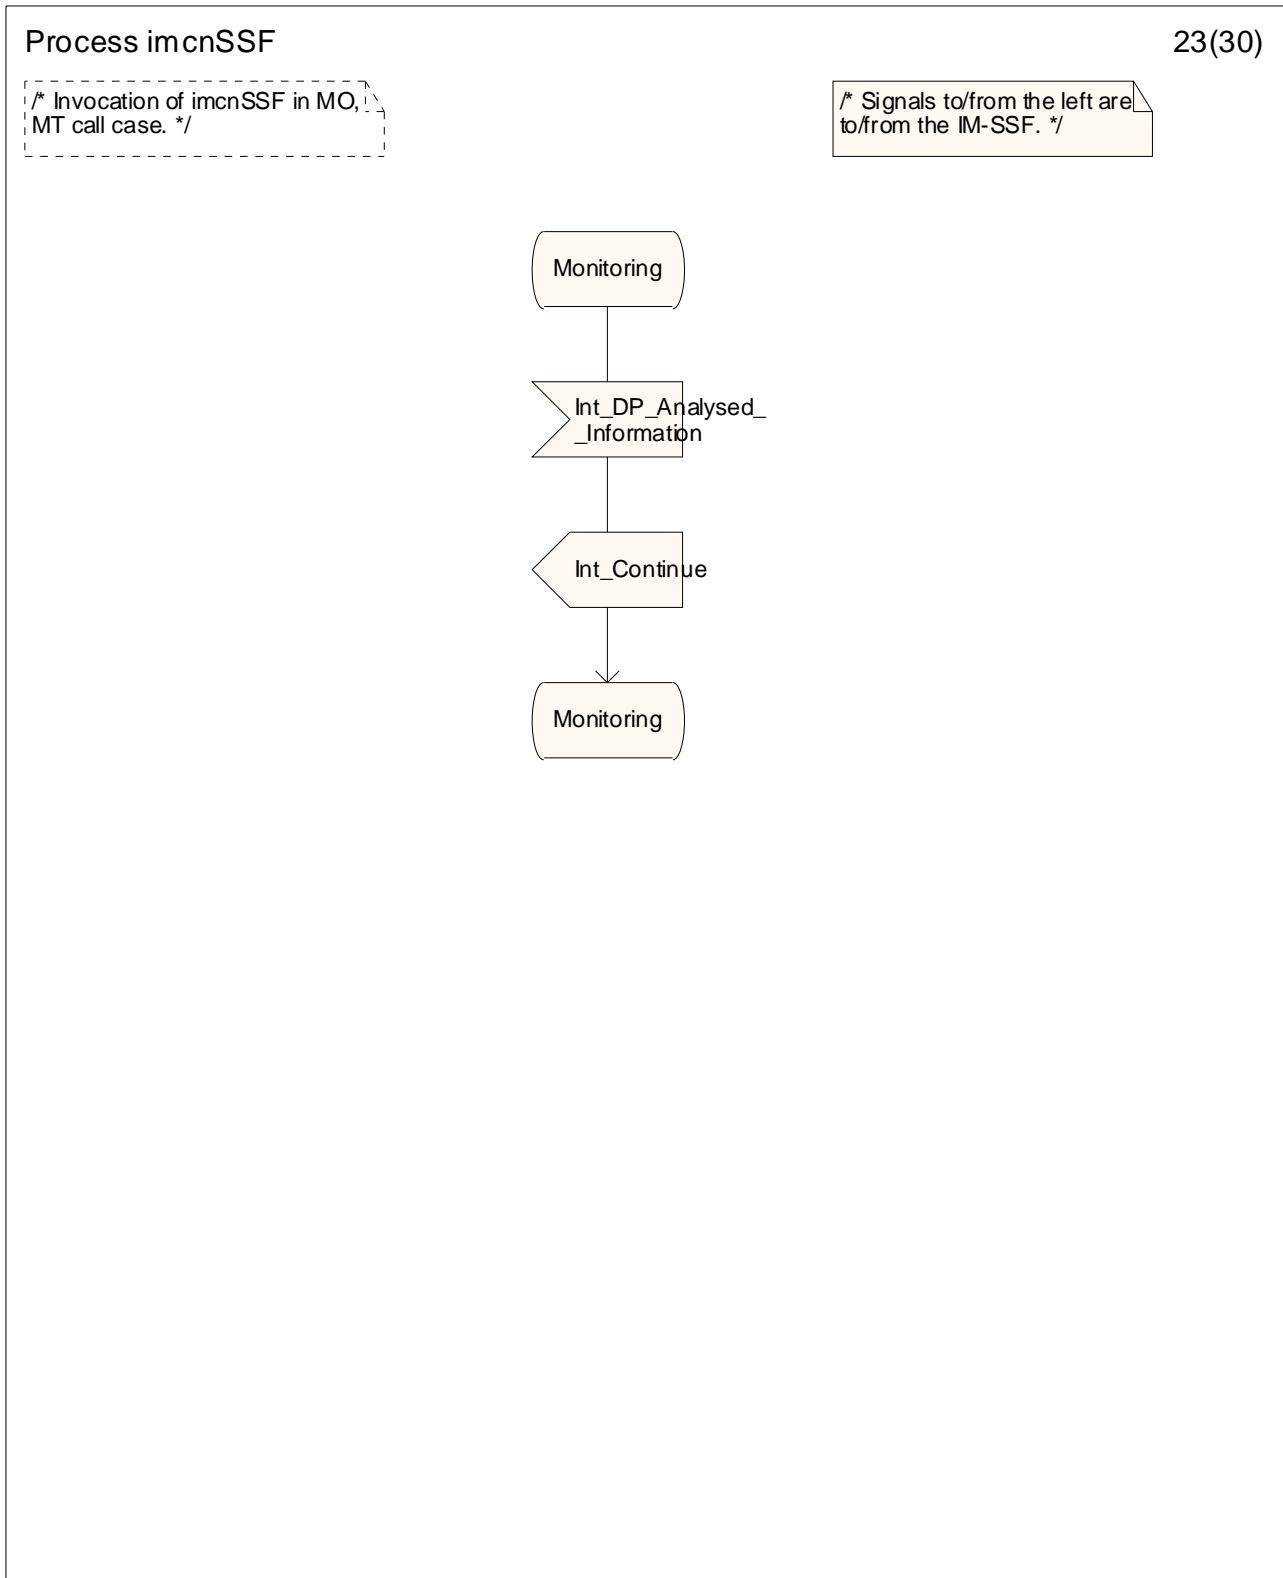 Process imcnSSF
23(30)
/* Invocation of imcnSSF in MO,
MT call case. */
/* Signals to/from the left are
to/from the IM-SSF. */
Monitoring
Int_DP_Analysed_
_Information
Int_Continue
Monitoring